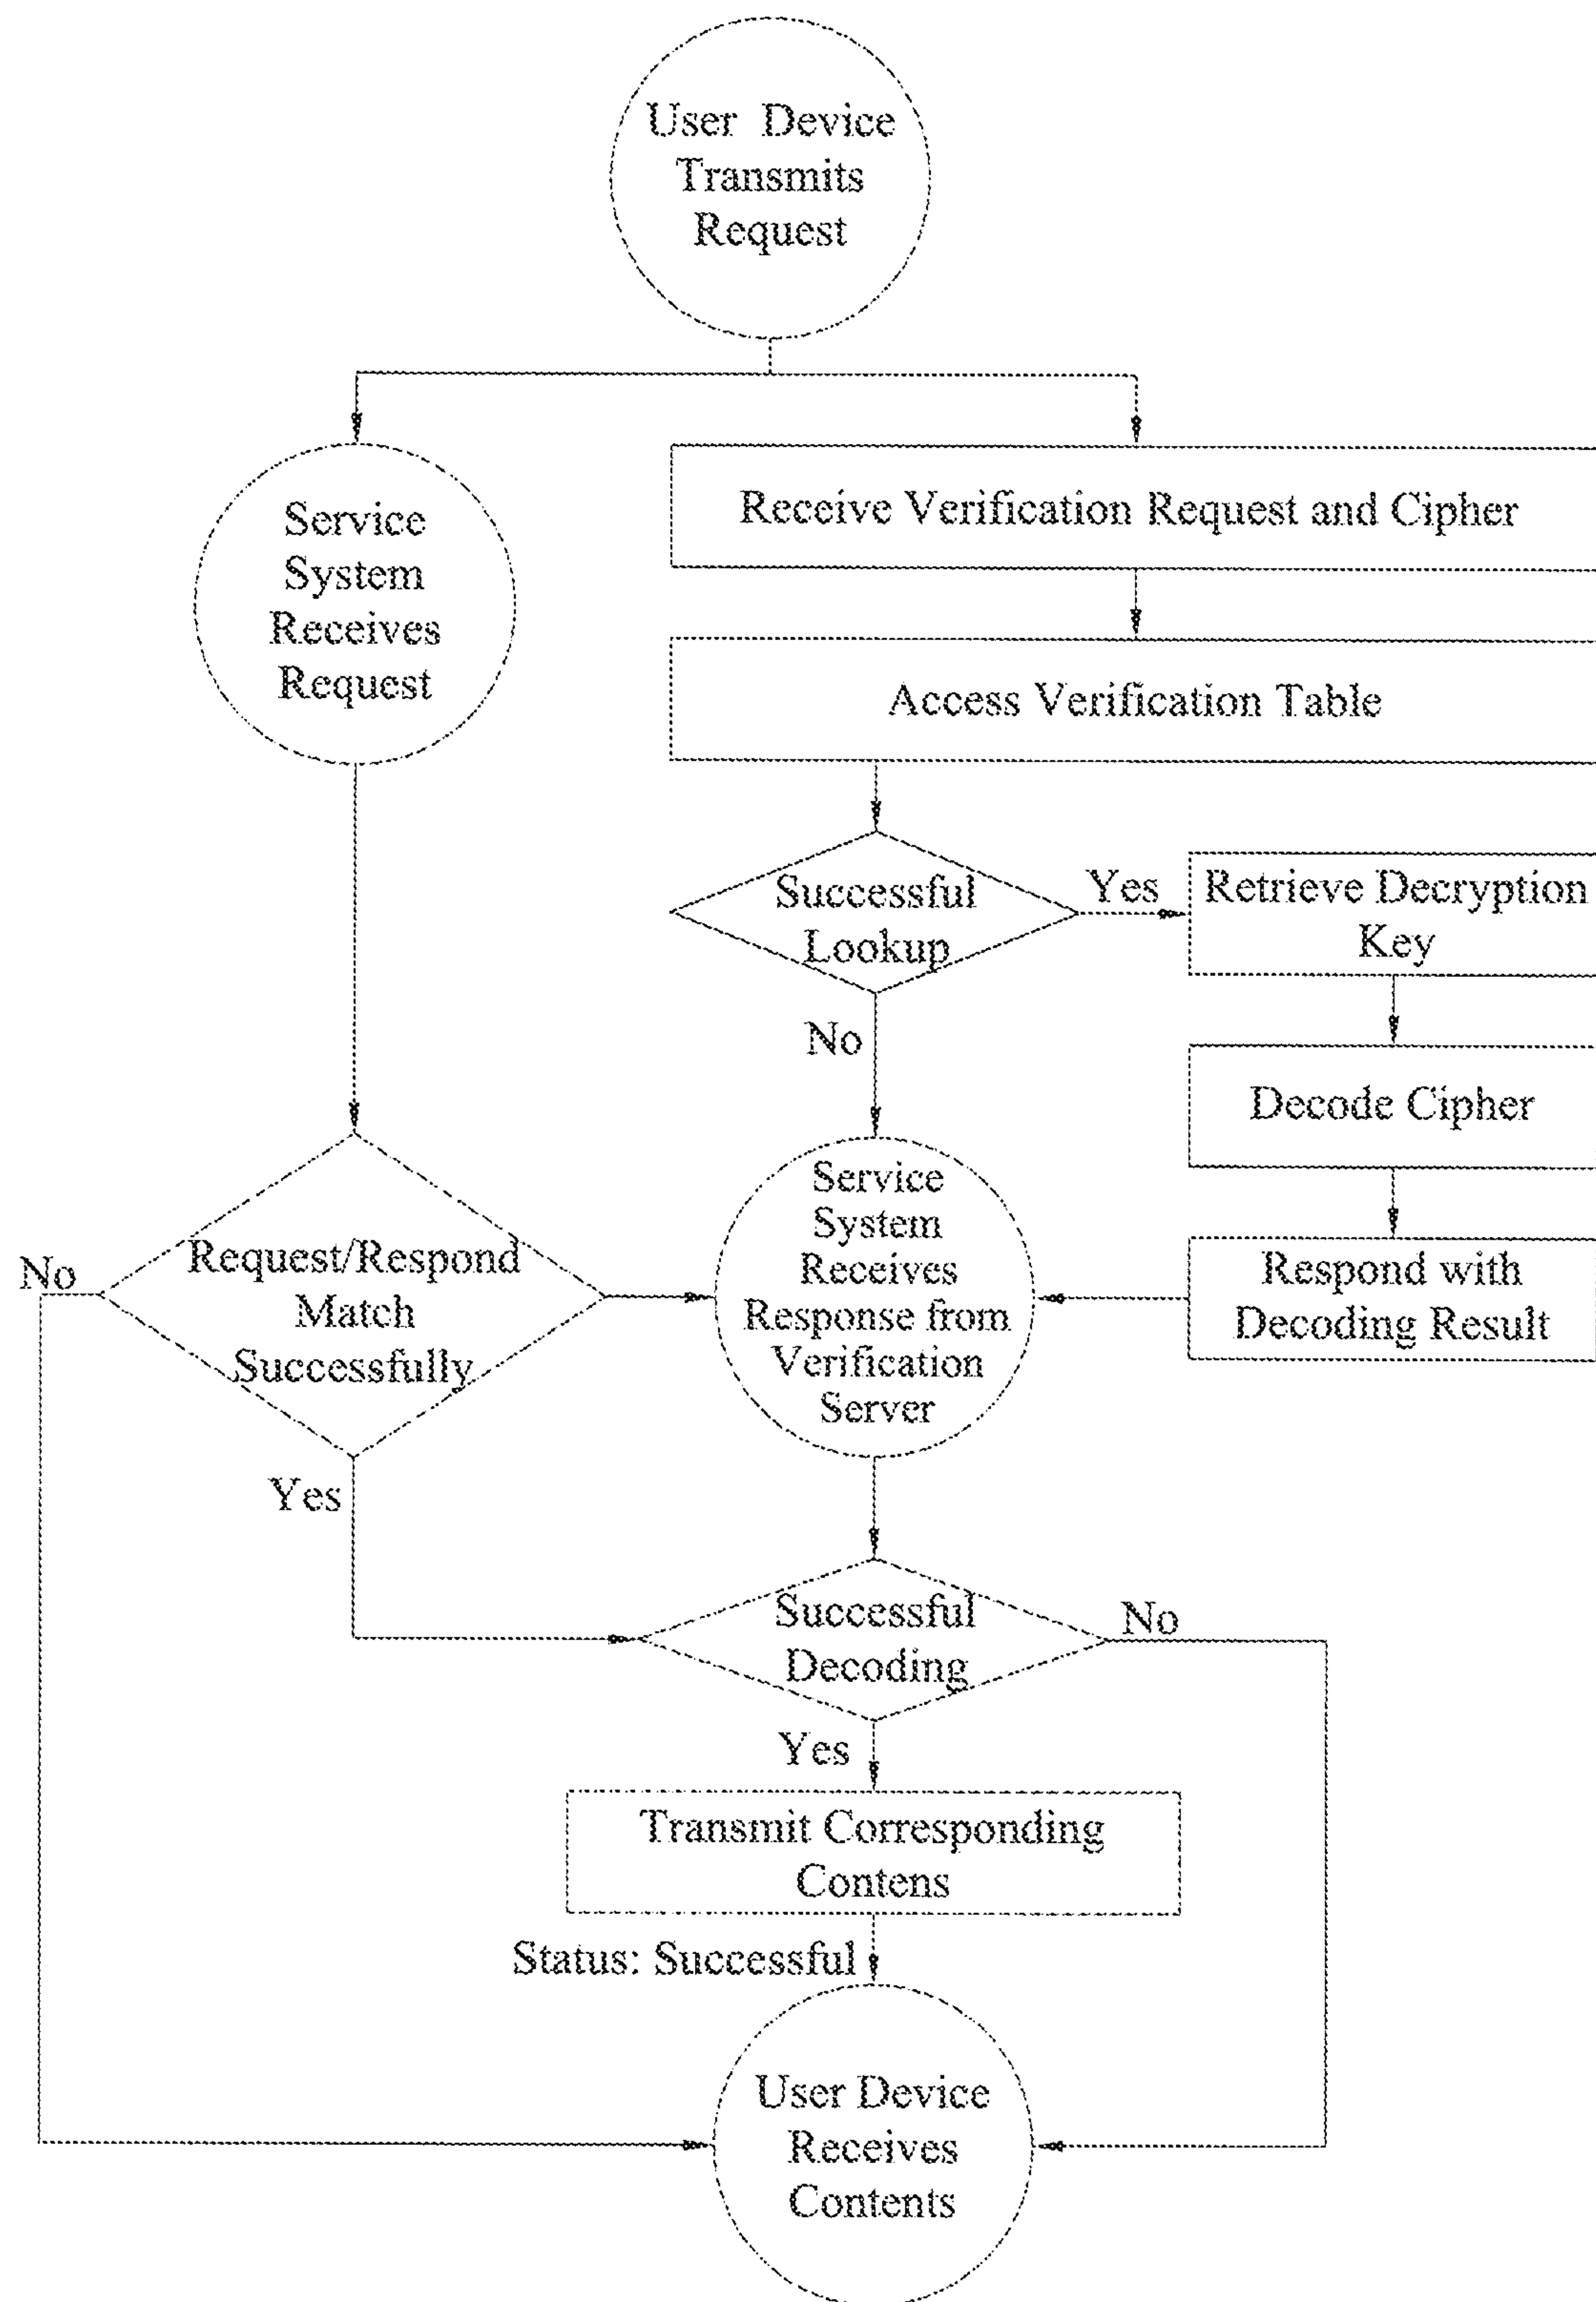 User Device
Transmits
Request
Service
System
Receives
Request
Receive Verification Request and Cipher
Access Verification Table
Successful
Lookup
Yes
Retrieve Decryption
Key
No
Decode Cipher
Service
System
Receives
Response from
Verification
Server
Respond with
Decoding Result
No
Request/Respond
Match
Successfully
Yes
Successful
Decoding
No
Yes
Transmit Corresponding
Contens
Status: Successful
User Device
Receives
Contents